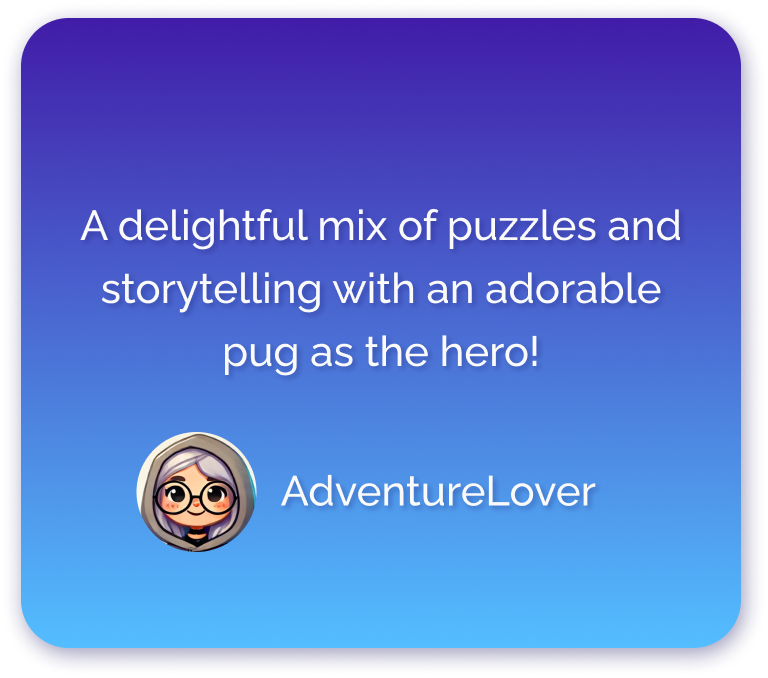 A delightful mix of puzzles and
storytelling with an adorable
pug as the hero!
AdventureLover